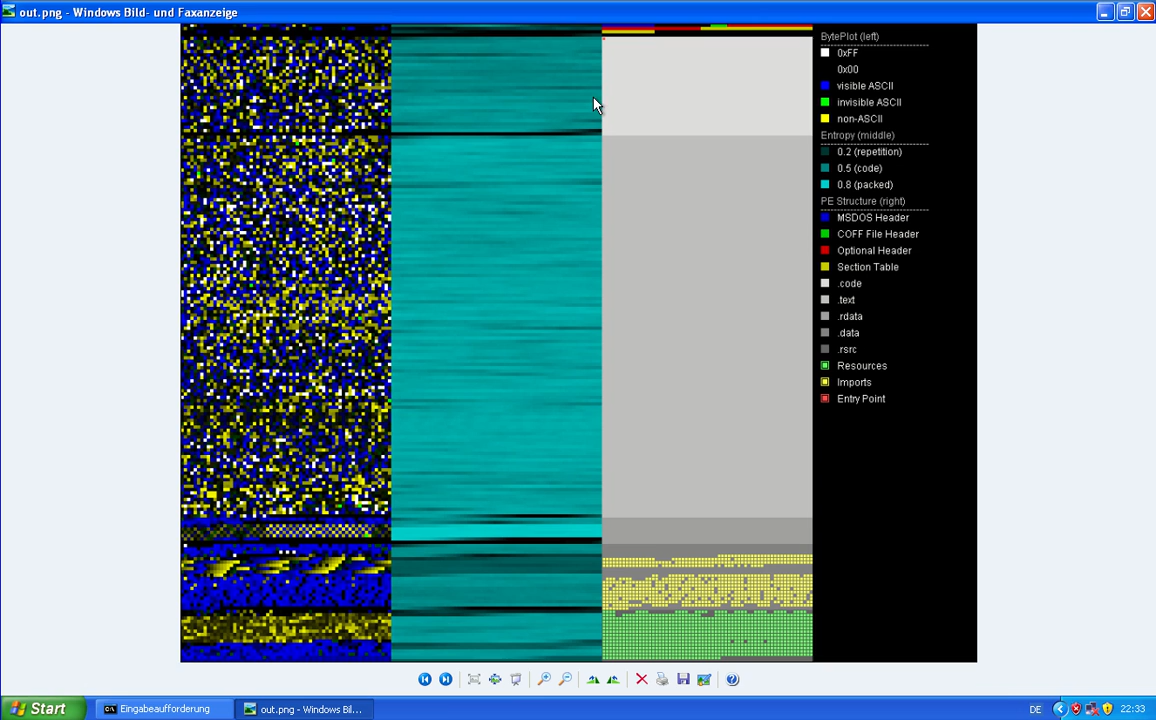 out.png - Windows Bild- und Faxanzeige
BytePlot (left)
0xFF
0x00
visible ASCII
invisible ASCII
non-ASCII
Entropy (middle)
0.2 (repetition)
0.5 (code)
0.8 (packed)
PE Structure (right)
MSDOS Header
COFF File Header
Optional Header
Section Table
.code
.text
.rdata
.data
.rsrc
Resources
Imports
Entry Point
Start
Eingabeaufforderung
out.png - Windows Bil...
DE
22:33